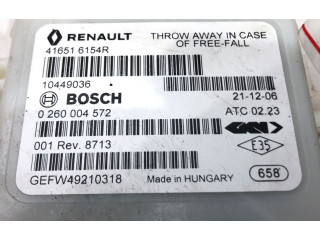 RENAULT
THROW AWAY IN CASE
OF FREE-FALL
41651 6154R
10449036
BOSCH
21-12-06
0 260 004 572
ATC 02.23
GKN
001 Rev. 8713
E35
GEFW49210318
Made in HUNGARY
658